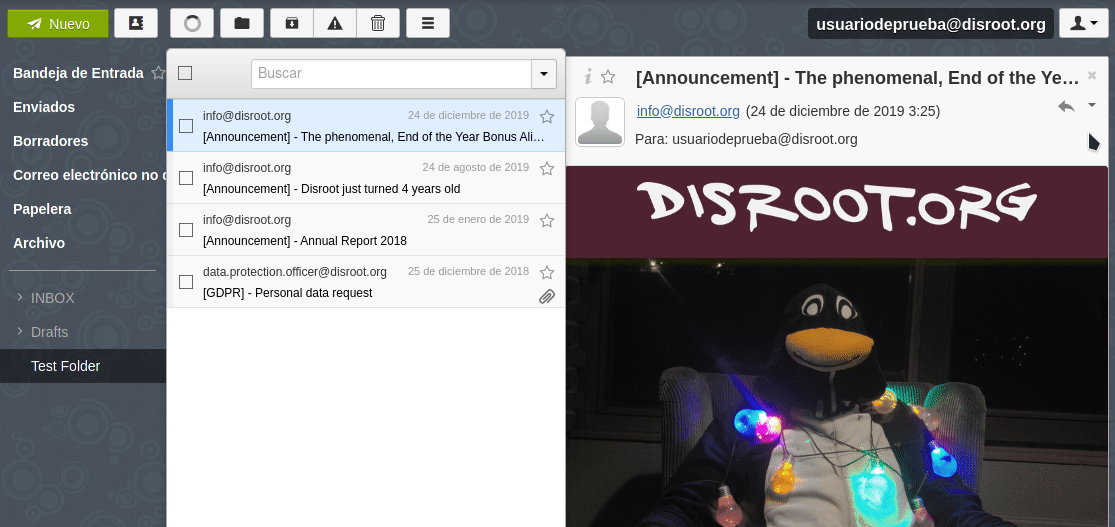 Nuevo
usuariodeprueba@disroot.org
Bandeja de Entrada
Enviados
Borradores
Correo electrónico no d
Papelera
Archivo
INBOX
Drafts
Test Folder
Buscar
info@disroot.org 24 de diciembre de 2019
[Announcement] - The phenomenal, End of the Year Bonus Ali…
info@disroot.org 24 de agosto de 2019
[Announcement] - Disroot just turned 4 years old
info@disroot.org 25 de enero de 2019
[Announcement] - Annual Report 2018
data.protection.officer@disroot.org 25 de diciembre de 2018
[GDPR] - Personal data request
[Announcement] - The phenomenal, End of the Ye…
info@disroot.org (24 de diciembre de 2019 3:25)
Para: usuariodeprueba@disroot.org
DISROOT.ORG